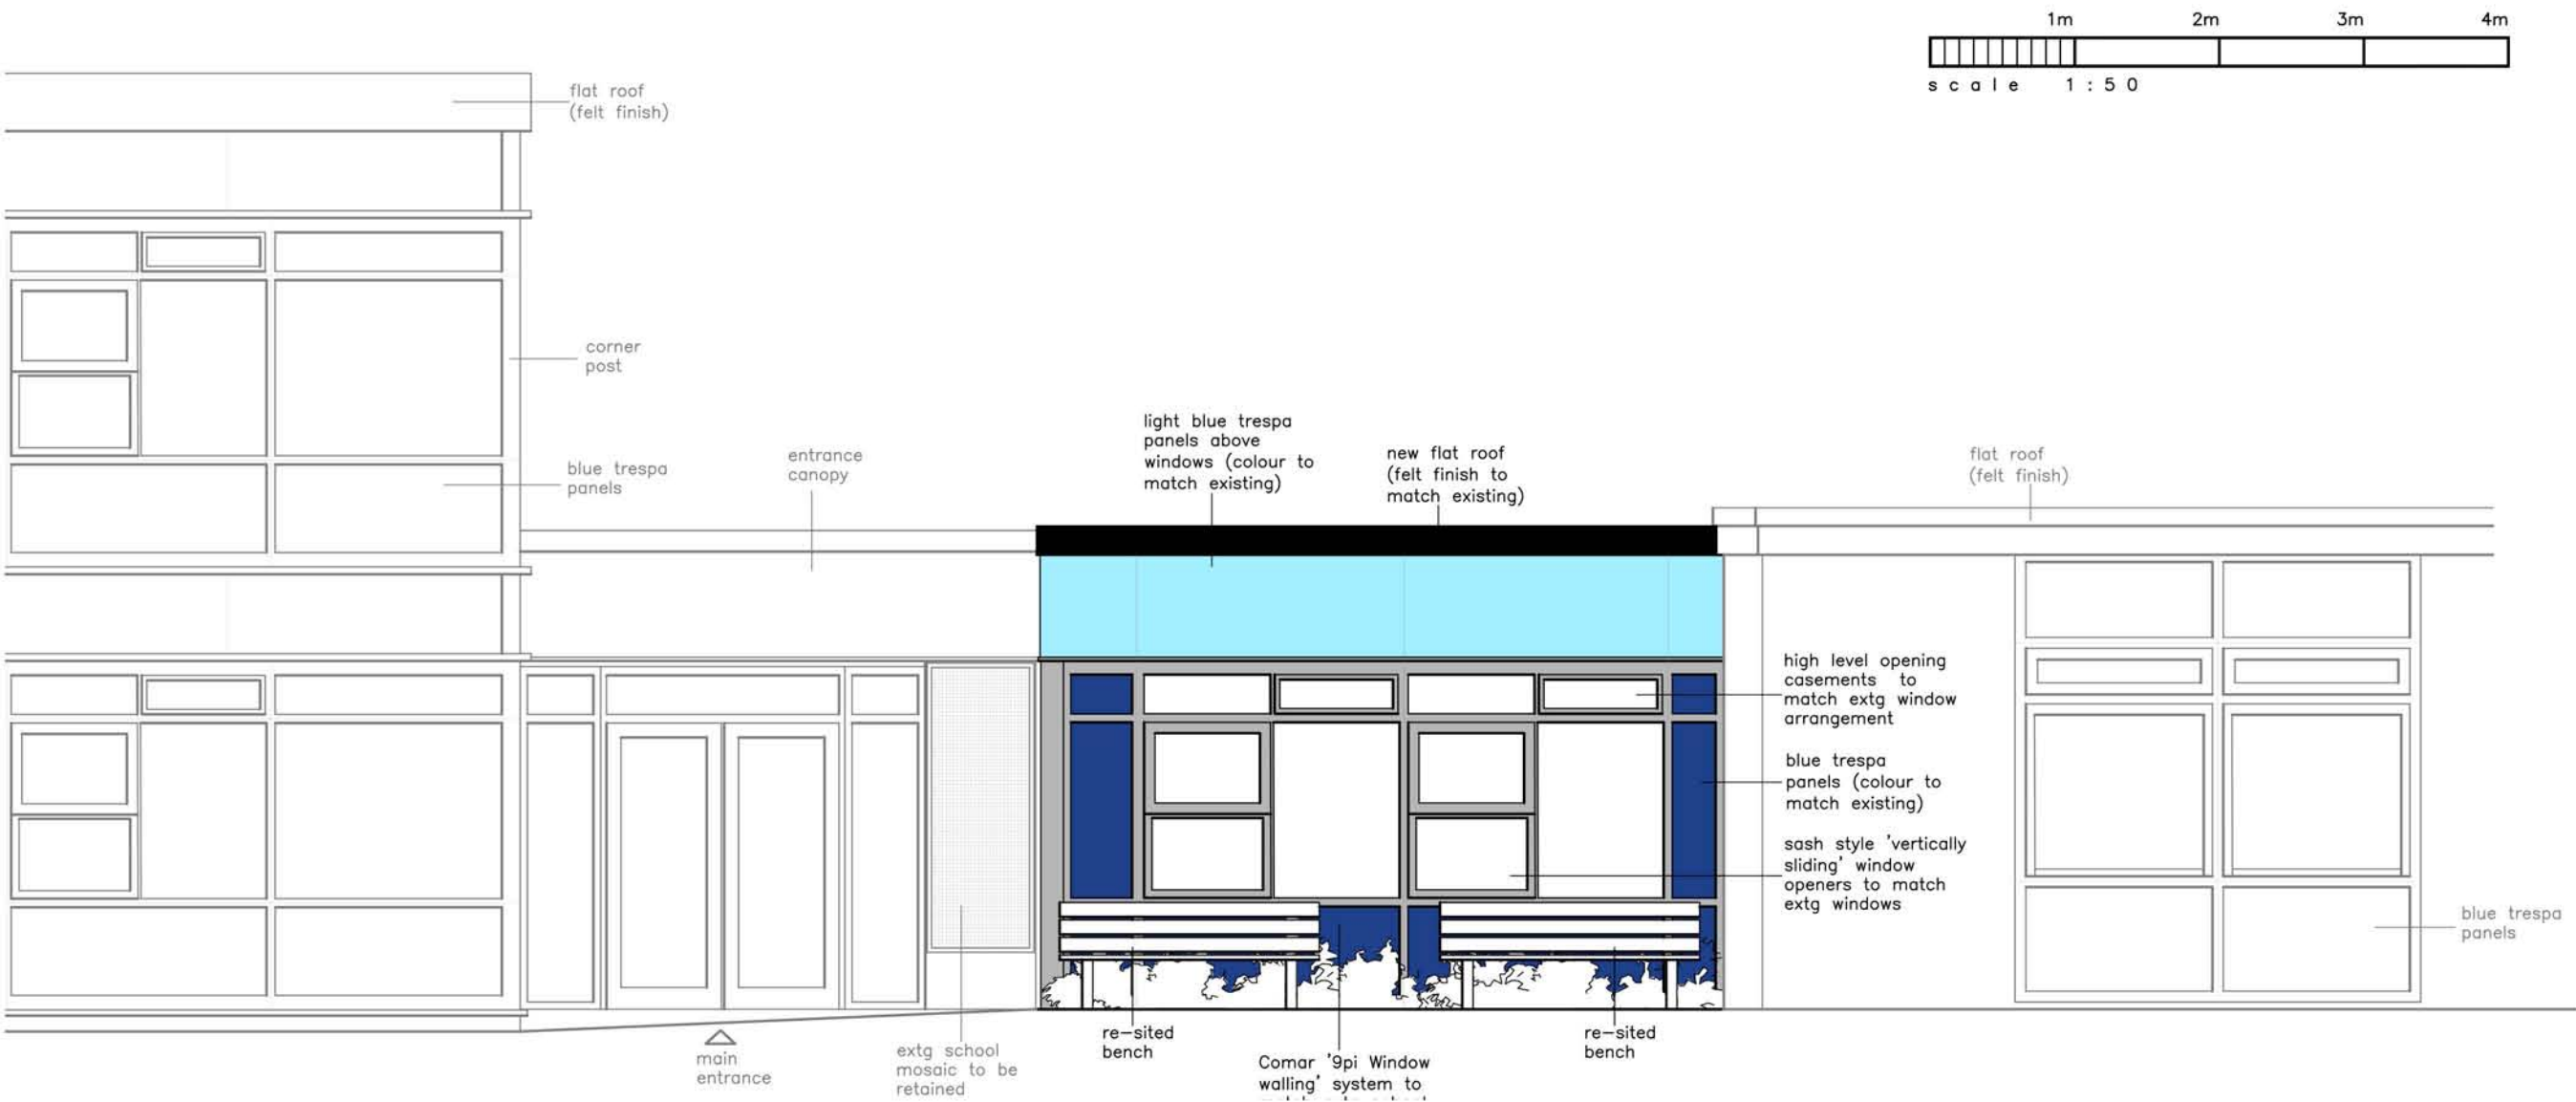 1m 2m 3m 4m
scale 1:50
flat roof
(felt finish)
corner
post
blue trespa
panels
entrance
canopy
light blue trespa
panels above
windows (colour to
match existing)
new flat roof
(felt finish to
match existing)
flat roof
(felt finish)
high level opening
casements to
match extg window
arrangement
blue trespa
panels (colour to
match existing)
sash style 'vertically
sliding' window
openers to match
extg windows
blue trespa
panels
main
entrance
extg school
mosaic to be
retained
re-sited
bench
Comar '9pi Window
walling' system to
re-sited
bench